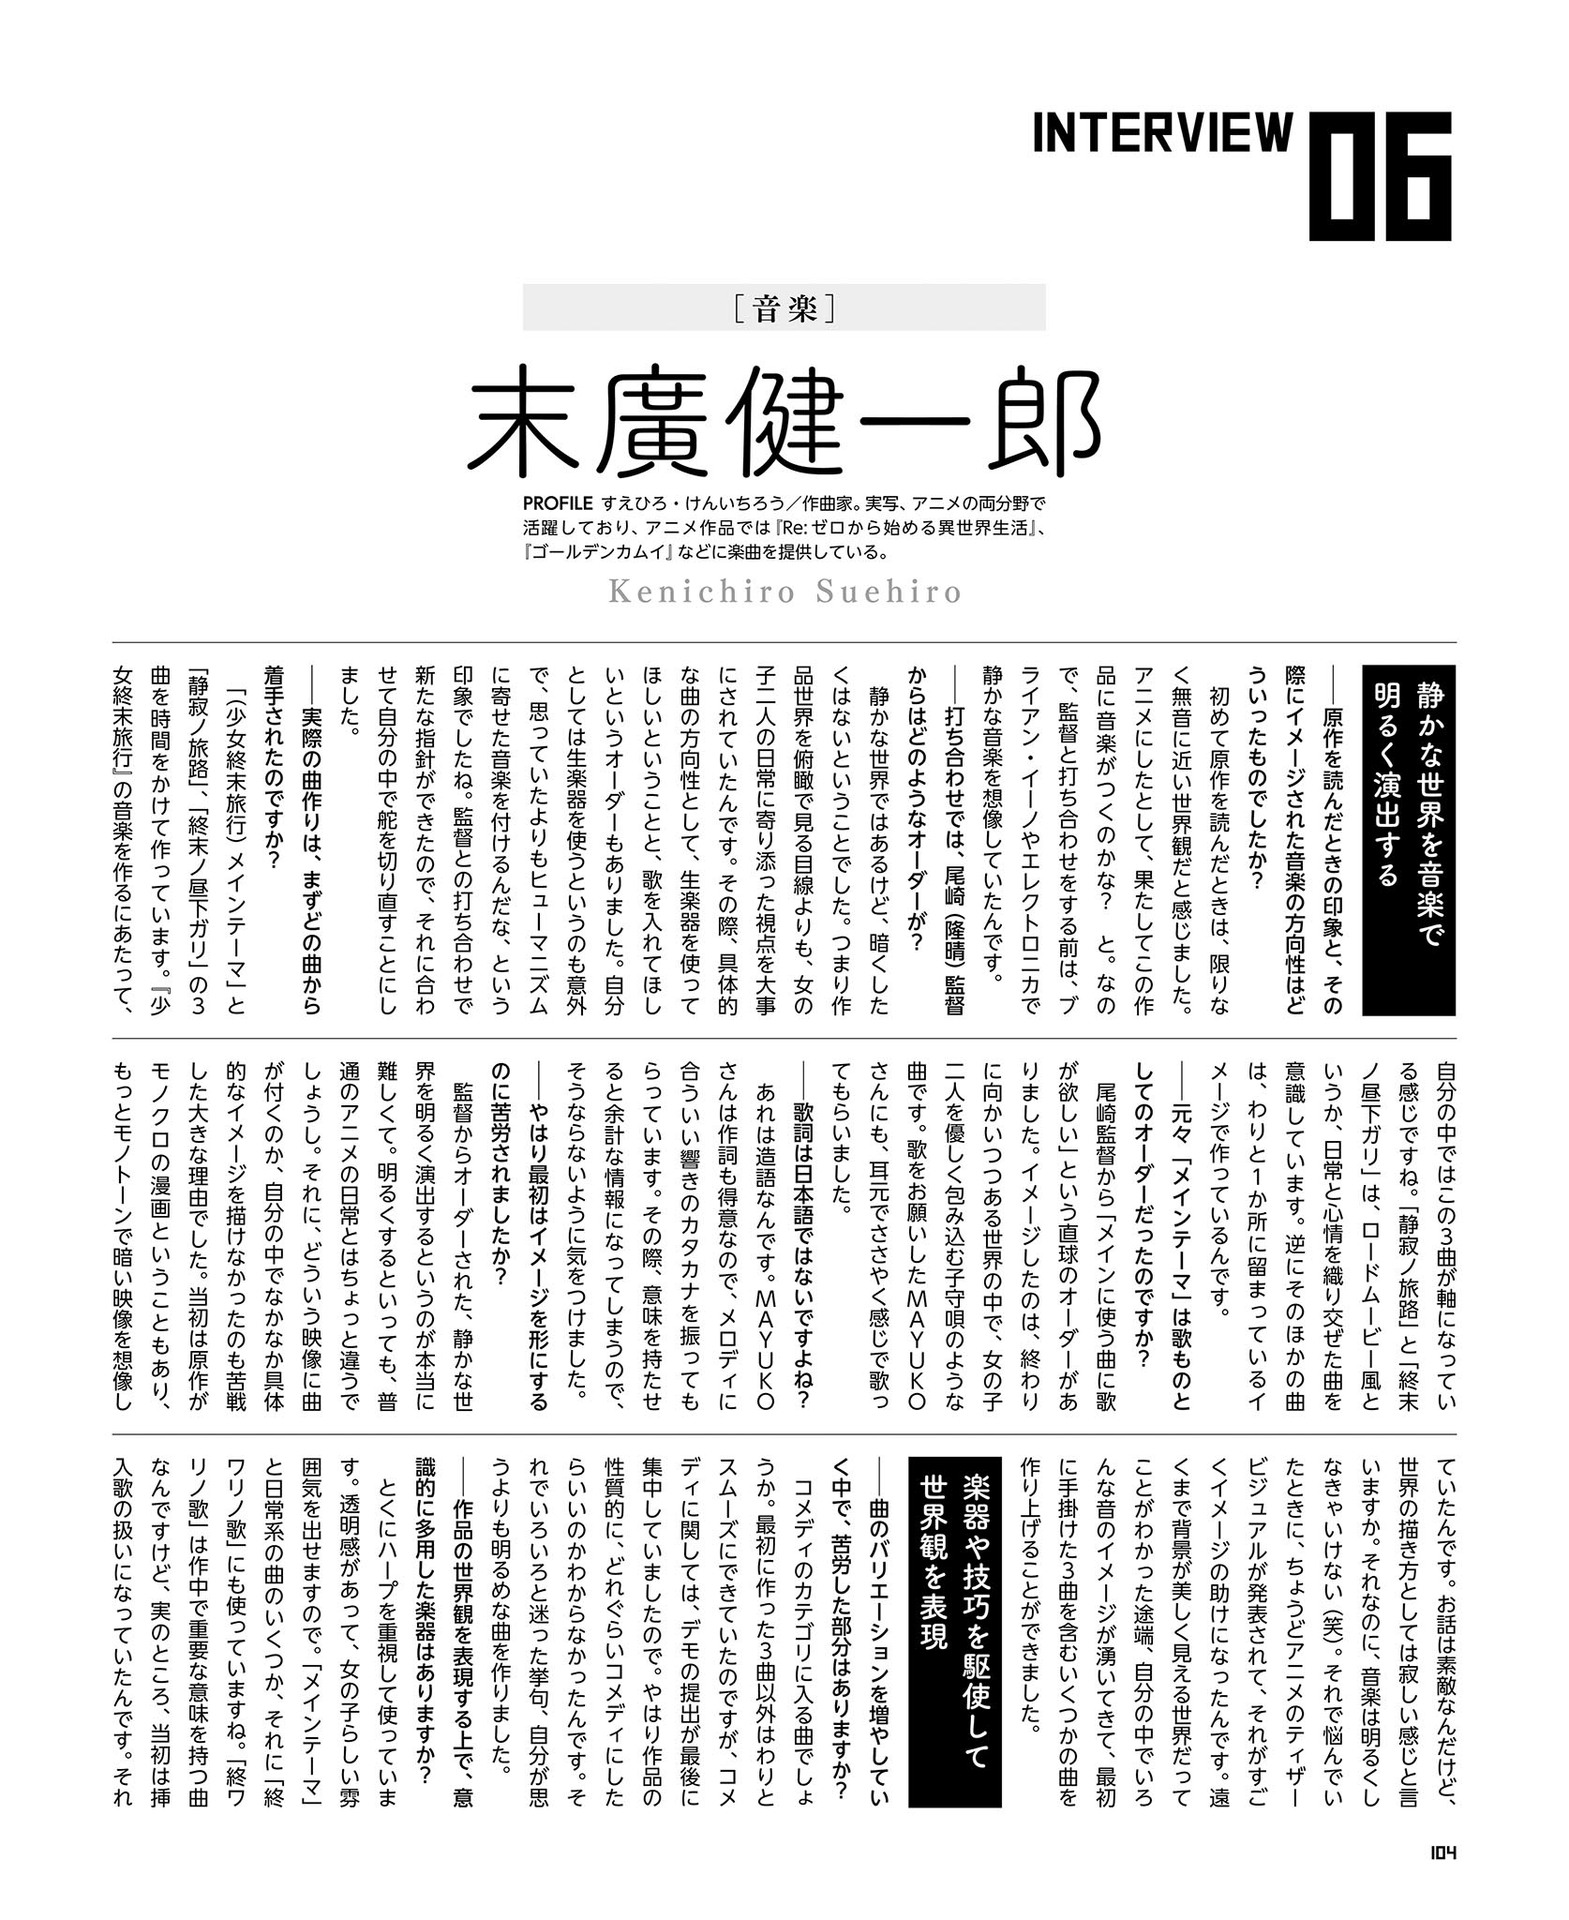 INTERVIEW 06
[音楽]
末廣健一郎
PROFILE すえひろ・けんいちろう／作曲家。実写、アニメの両分野で
活躍しており、アニメ作品では『Re:ゼロから始める異世界生活』、
『ゴールデンカムイ』などに楽曲を提供している。
Kenichiro Suehiro
静かな世界を音楽で
明るく演出する
――原作を読んだときの印象と、その
際にイメージされた音楽の方向性はど
ういったものでしたか？
　初めて原作を読んだときは、限りな
く無音に近い世界観だと感じました。
アニメにしたとして、果たしてこの作
品に音楽がつくのかな？　と。なの
で、監督と打ち合わせをする前は、ブ
ライアン・イーノやエレクトロニカで
静かな音楽を想像していたんです。
――打ち合わせでは、尾崎（隆晴）監督
からはどのようなオーダーが？
　静かな世界ではあるけど、暗くした
くはないということでした。つまり作
品世界を俯瞰で見る目線よりも、女の
子二人の日常に寄り添った視点を大事
にされていたんです。その際、具体的
な曲の方向性として、生楽器を使って
ほしいということと、歌を入れてほし
いというオーダーもありました。自分
としては生楽器を使うというのも意外
で、思っていたよりもヒューマニズム
に寄せた音楽を付けるんだな、という
印象でしたね。監督との打ち合わせで
新たな指針ができたので、それに合わ
せて自分の中で舵を切り直すことにし
ました。
――実際の曲作りは、まずどの曲から
着手されたのですか？
　「（少女終末旅行）メインテーマ」と
「静寂ノ旅路」、「終末ノ昼下ガリ」の３
曲を時間をかけて作っています。『少
女終末旅行』の音楽を作るにあたって、
自分の中ではこの３曲が軸になってい
る感じですね。「静寂ノ旅路」と「終末
ノ昼下ガリ」は、ロードムービー風と
いうか、日常と心情を織り交ぜた曲を
意識しています。逆にそのほかの曲
は、わりと１か所に留まっているイ
メージで作っているんです。
――元々「メインテーマ」は歌ものと
してのオーダーだったのですか？
　尾崎監督から「メインに使う曲に歌
が欲しい」という直球のオーダーがあ
りました。イメージしたのは、終わり
に向かいつつある世界の中で、女の子
二人を優しく包み込む子守唄のような
曲です。歌をお願いしたＭＡＹＵＫＯ
さんにも、耳元でささやく感じで歌っ
てもらいました。
――歌詞は日本語ではないですよね？
　あれは造語なんです。ＭＡＹＵＫＯ
さんは作詞も得意なので、メロディに
合ういい響きのカタカナを振っても
らっています。その際、意味を持たせ
ると余計な情報になってしまうので、
そうならないように気をつけました。
――やはり最初はイメージを形にする
のに苦労されましたか？
　監督からオーダーされた、静かな世
界を明るく演出するというのが本当に
難しくて。明るくするといっても、普
通のアニメの日常とはちょっと違うで
しょうし。それに、どういう映像に曲
が付くのか、自分の中でなかなか具体
的なイメージを描けなかったのも苦戦
した大きな理由でした。当初は原作が
モノクロの漫画ということもあり、
もっとモノトーンで暗い映像を想像し
ていたんです。お話は素敵なんだけど、
世界の描き方としては寂しい感じと言
いますか。それなのに、音楽は明るくし
なきゃいけない（笑）。それで悩んでい
たときに、ちょうどアニメのティザー
ビジュアルが発表されて、それがすご
くイメージの助けになったんです。遠
くまで背景が美しく見える世界だって
ことがわかった途端、自分の中でいろ
んな音のイメージが湧いてきて、最初
に手掛けた３曲を含むいくつかの曲を
作り上げることができました。
楽器や技巧を駆使して
世界観を表現
――曲のバリエーションを増やしてい
く中で、苦労した部分はありますか？
　コメディのカテゴリに入る曲でしょ
うか。最初に作った３曲以外はわりと
スムーズにできていたのですが、コメ
ディに関しては、デモの提出が最後に
集中していましたので。やはり作品の
性質的に、どれぐらいコメディにした
らいいのかわからなかったんです。そ
れでいろいろと迷った挙句、自分が思
うよりも明るめな曲を作りました。
――作品の世界観を表現する上で、意
識的に多用した楽器はありますか？
　とくにハープを重視して使っていま
す。透明感があって、女の子らしい雰
囲気を出せますので。「メインテーマ」
と日常系の曲のいくつか、それに「終
ワリノ歌」にも使っていますね。「終ワ
リノ歌」は作中で重要な意味を持つ曲
なんですけど、実のところ、当初は挿
入歌の扱いになっていたんです。それ
104